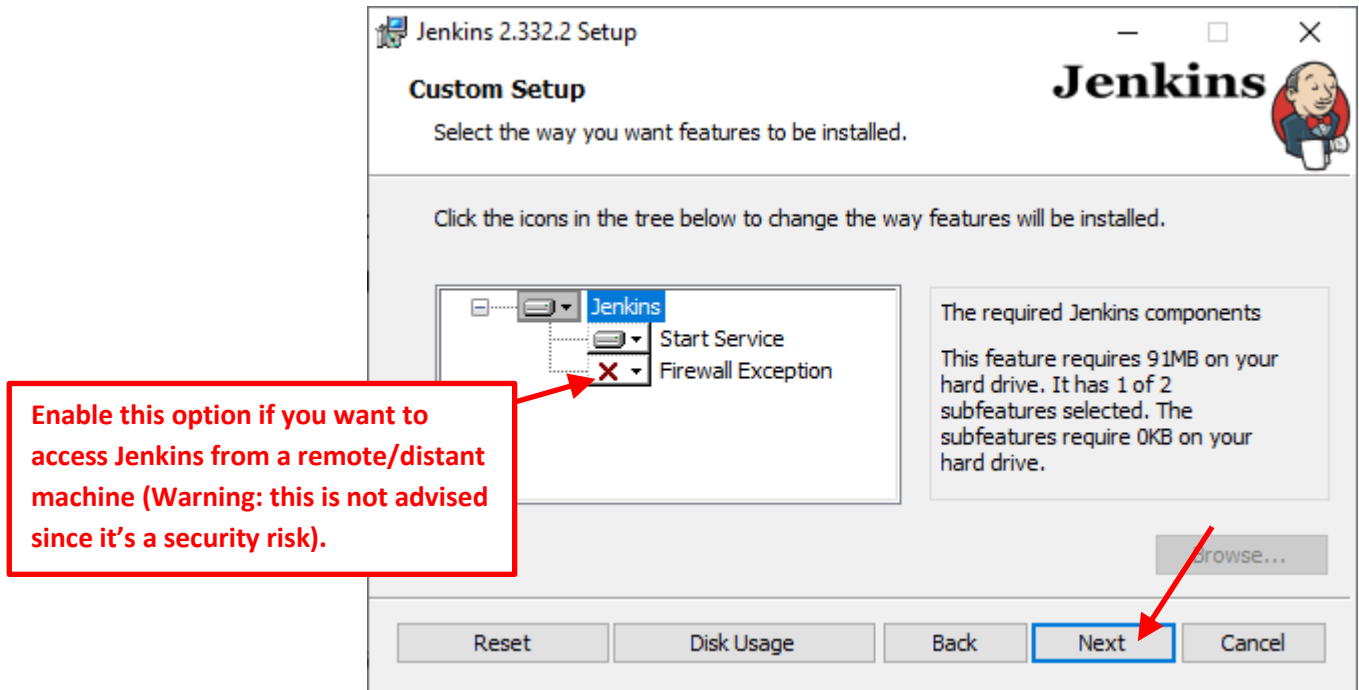 Jenkins 2.332.2 Setup
Jenkins
Custom Setup
Select the way you want features to be installed.
Click the icons in the tree below to change the way features will be installed.
Jenkins
Start Service
Firewall Exception
The required Jenkins components
This feature requires 91MB on your
hard drive. It has 1 of 2
subfeatures selected. The
subfeatures require 0KB on your
hard drive.
Enable this option if you want to
access Jenkins from a remote/distant
machine (Warning: this is not advised
since it’s a security risk).
Browse...
Reset
Disk Usage
Back
Next
Cancel